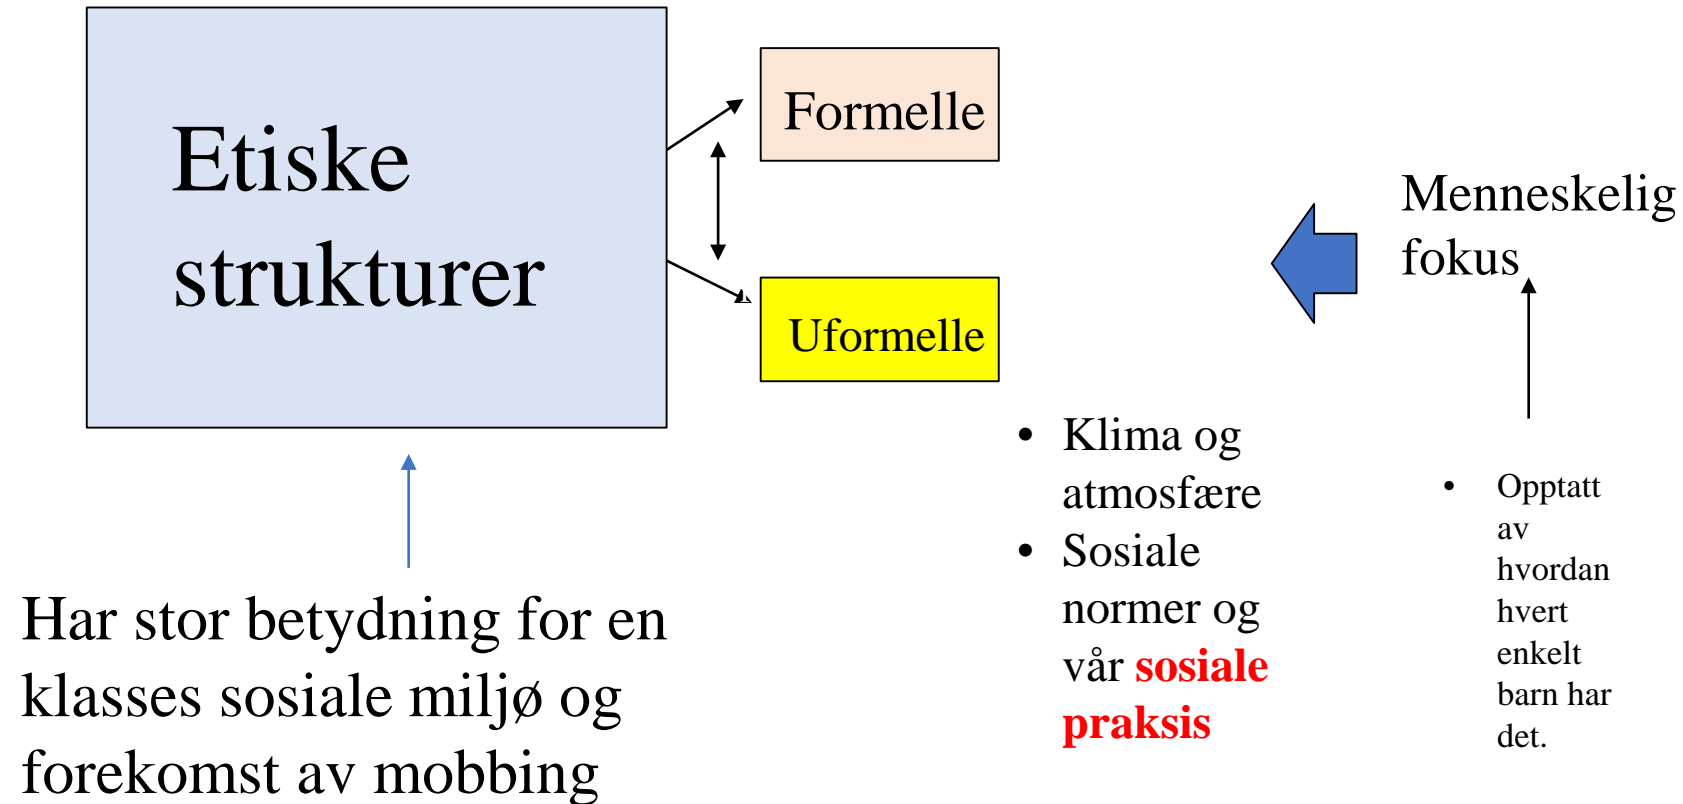 Etiske
strukturer
Formelle
Uformelle
Menneskelig
fokus
• Klima og
atmosfære
• Sosiale
normer og
vår sosiale
praksis
• Opptatt
av
hvordan
hvert
enkelt
barn har
det.
Har stor betydning for en
klasses sosiale miljø og
forekomst av mobbing